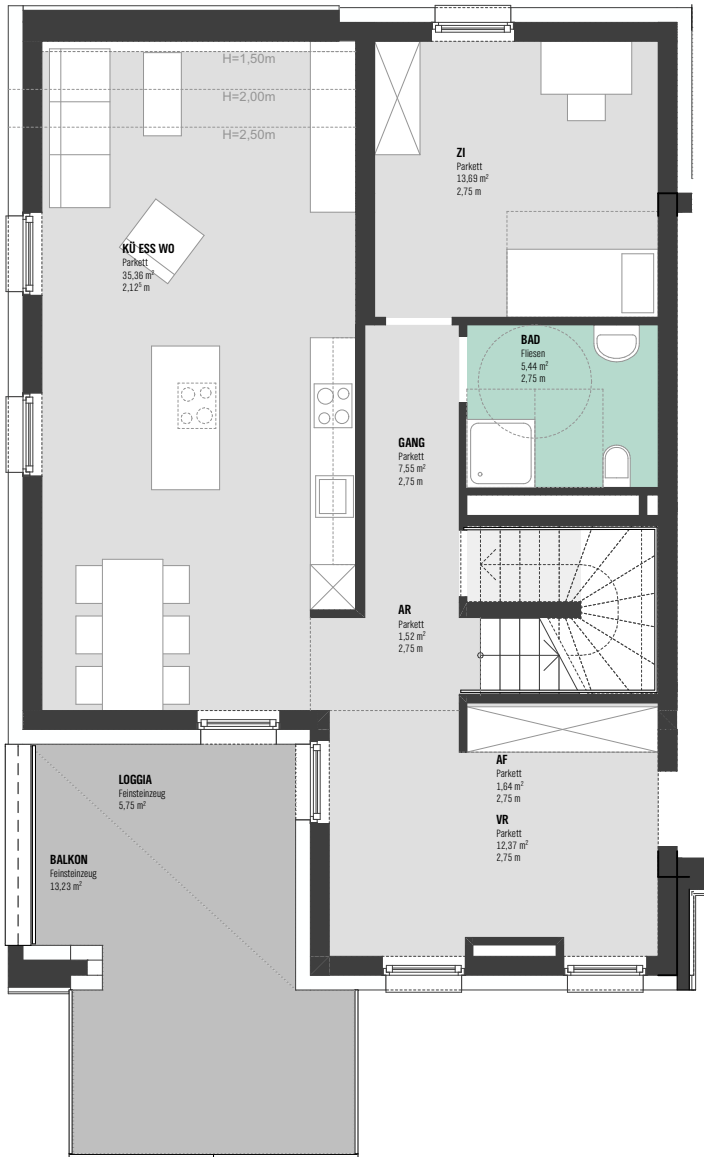 H=1,50m
H=2,00m
H=2,50m
ZI
Parkett
13,69 m²
2,75 m
KÜ ESS WO
Parkett
35,36 m²
2,12⁵ m
BAD
Fliesen
5,44 m²
2,75 m
GANG
Parkett
7,55 m²
2,75 m
AR
Parkett
1,52 m²
2,75 m
AF
Parkett
1,64 m²
2,75 m
VR
Parkett
12,37 m²
2,75 m
LOGGIA
Feinsteinzeug
5,75 m²
BALKON
Feinsteinzeug
13,23 m²